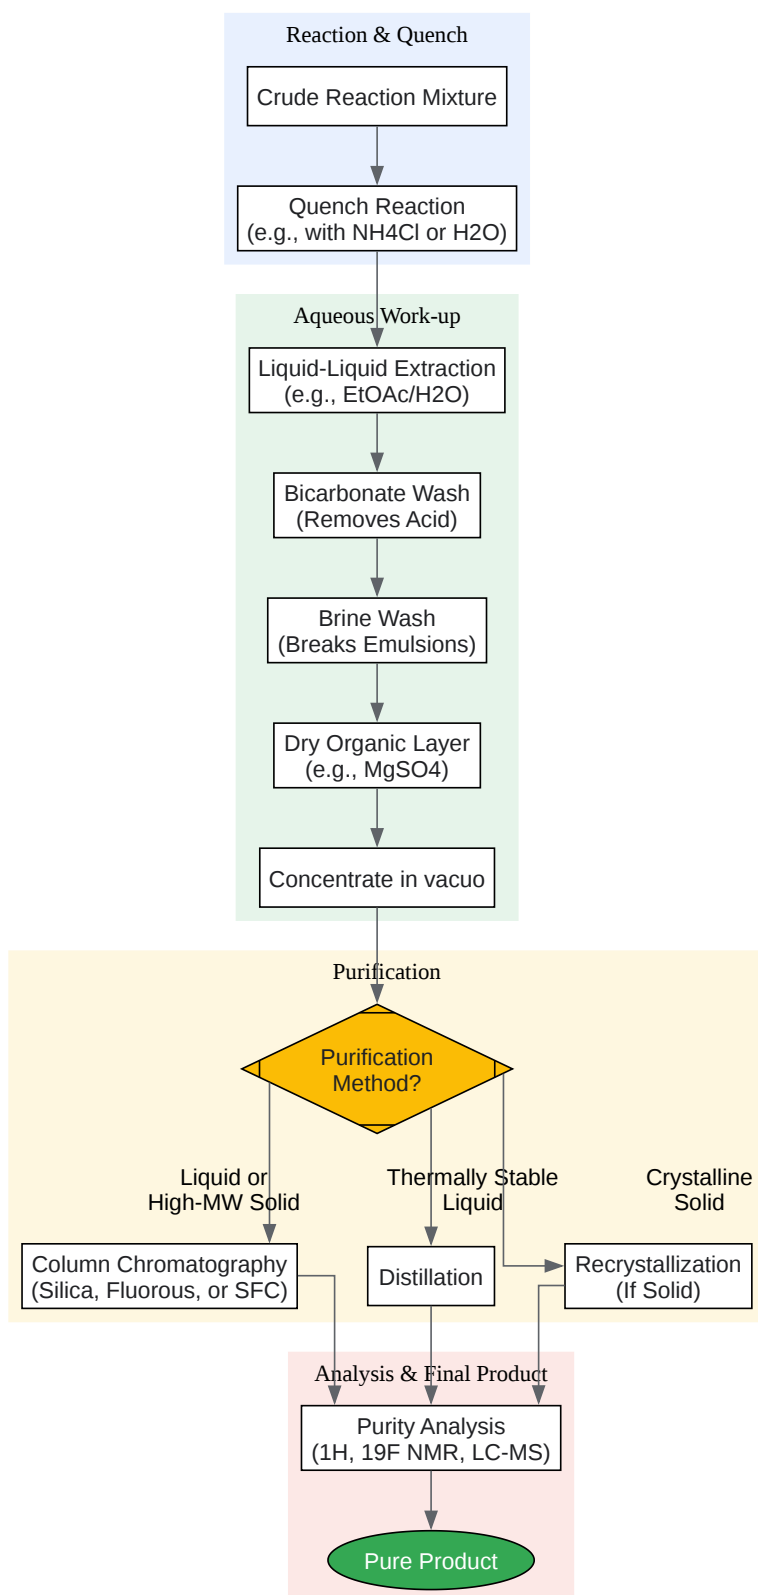 Reaction & Quench
Crude Reaction Mixture
Quench Reaction
(e.g., with NH4Cl or H2O)
Aqueous Work-up
Liquid-Liquid Extraction
(e.g., EtOAc/H2O)
Bicarbonate Wash
(Removes Acid)
Brine Wash
(Breaks Emulsions)
Dry Organic Layer
(e.g., MgSO4)
Concentrate in vacuo
Purification
Purification
Method?
Liquid or
High-MW Solid
Thermally Stable
Liquid
Crystalline
Solid
Column Chromatography
(Silica, Fluorous, or SFC)
Distillation
Recrystallization
(If Solid)
Analysis & Final Product
Purity Analysis
(1H, 19F NMR, LC-MS)
Pure Product